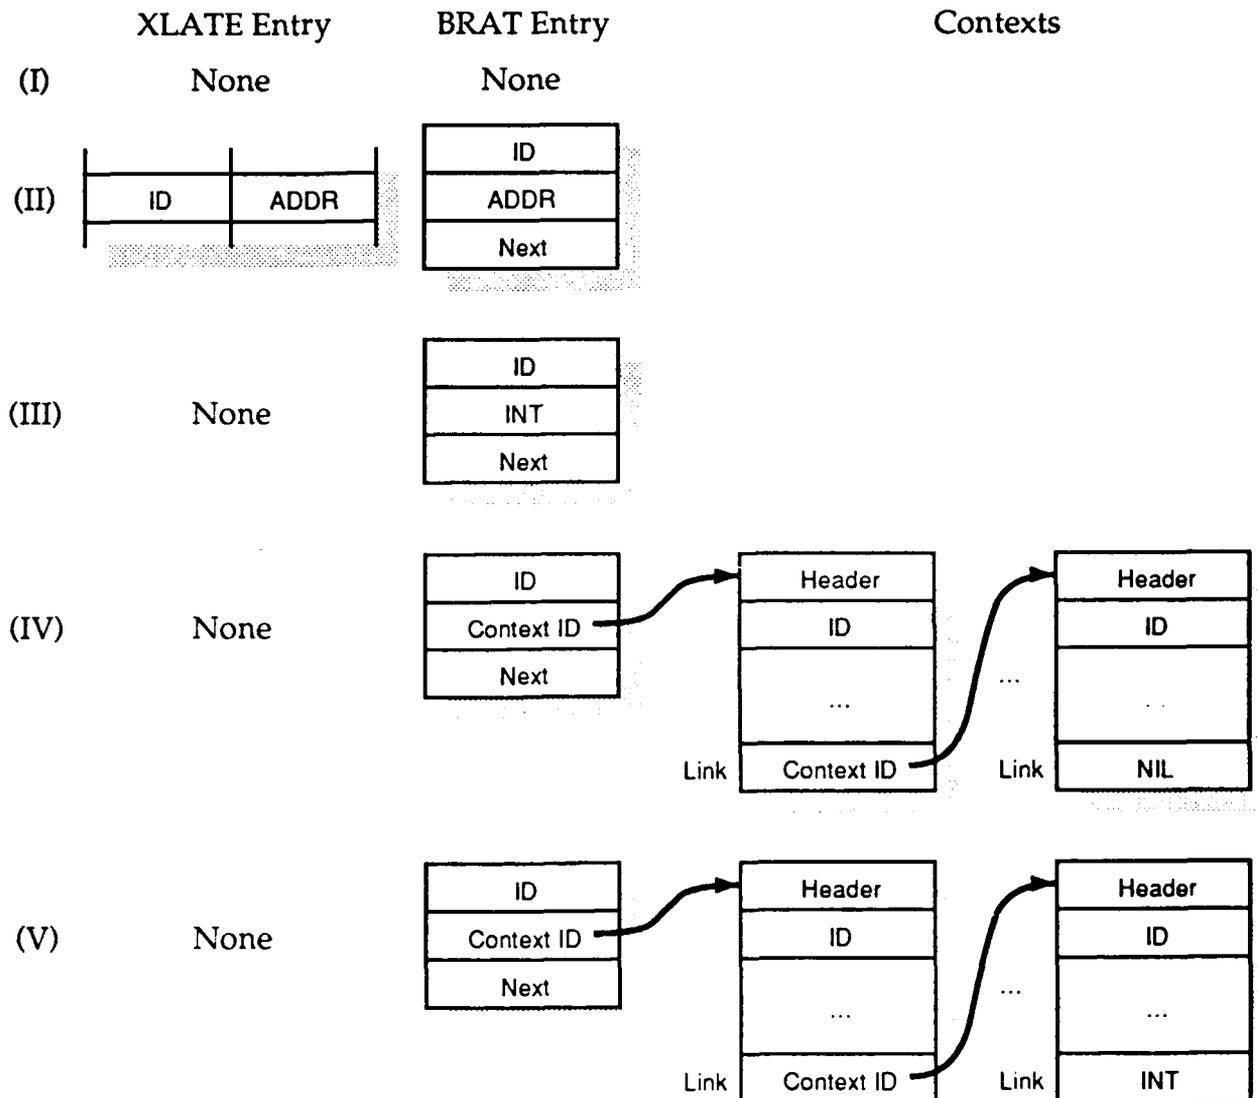 XLATE Entry BRAT Entry Contexts
(I) None None
ID
(II) ID ADDR ADDR
Next
ID
(III) None INT
Next
ID Header Header
(IV) None Context ID ID ID
Next
... ... ..
Link Context ID Link NIL
ID Header Header
(V) None Context ID ID ID
Next
... ... ...
Link Context ID Link INT